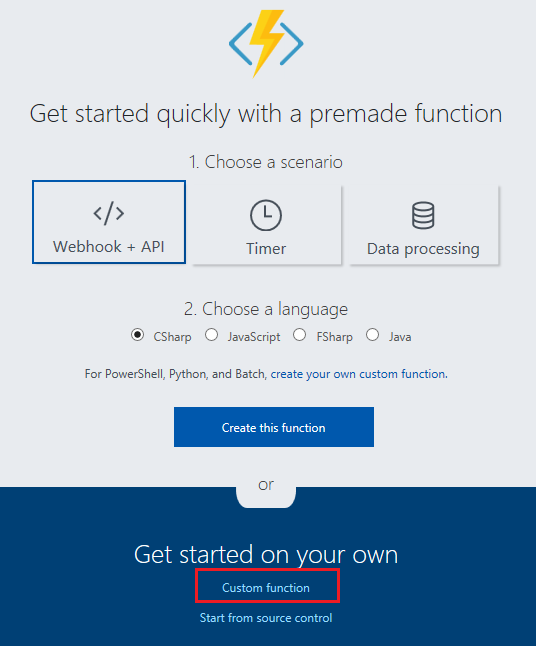 Get started quickly with a premade function
1. Choose a scenario
Webhook + API
Timer
Data processing
2. Choose a language
CSharp JavaScript FSharp Java
For PowerShell, Python, and Batch, create your own custom function.
Create this function
or
Get started on your own
Custom function
Start from source control